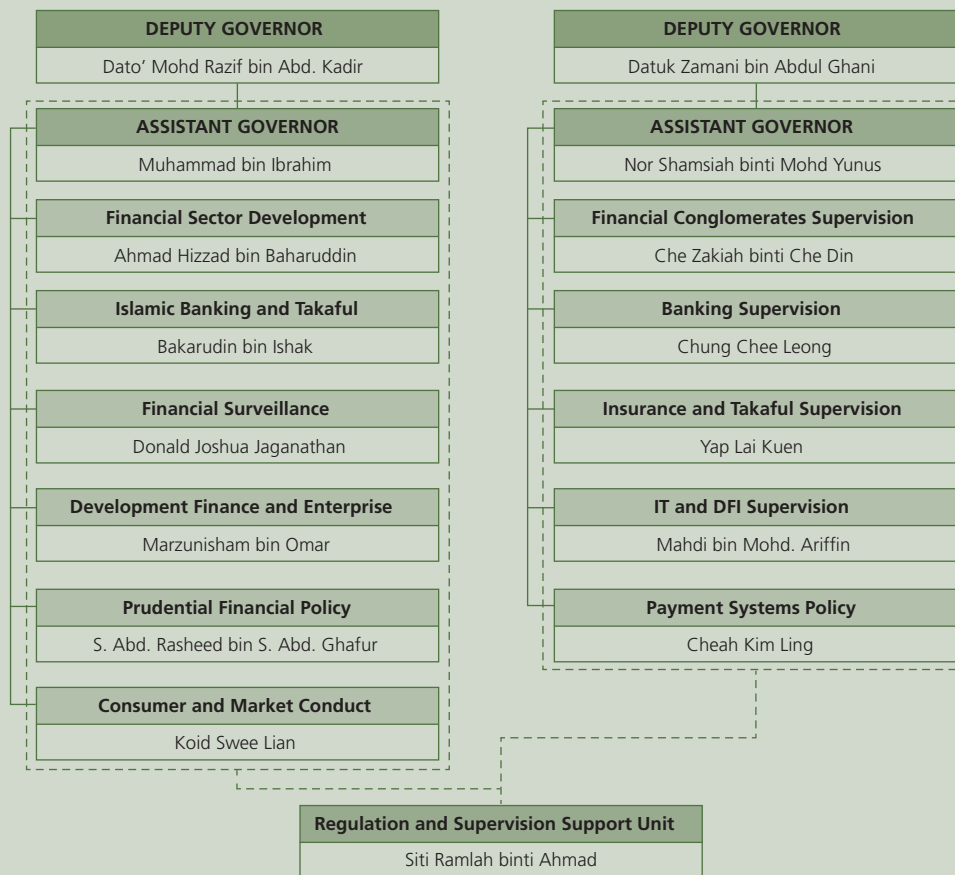 DEPUTY GOVERNOR
Dato’ Mohd Razif bin Abd. Kadir
ASSISTANT GOVERNOR
Muhammad bin Ibrahim
Financial Sector Development
Ahmad Hizzad bin Baharuddin
Islamic Banking and Takaful
Bakarudin bin Ishak
Financial Surveillance
Donald Joshua Jaganathan
Development Finance and Enterprise
Marzunisham bin Omar
Prudential Financial Policy
S. Abd. Rasheed bin S. Abd. Ghafur
Consumer and Market Conduct
Koid Swee Lian
DEPUTY GOVERNOR
Datuk Zamani bin Abdul Ghani
ASSISTANT GOVERNOR
Nor Shamsiah binti Mohd Yunus
Financial Conglomerates Supervision
Che Zakiah binti Che Din
Banking Supervision
Chung Chee Leong
Insurance and Takaful Supervision
Yap Lai Kuen
IT and DFI Supervision
Mahdi bin Mohd. Ariffin
Payment Systems Policy
Cheah Kim Ling
Regulation and Supervision Support Unit
Siti Ramlah binti Ahmad